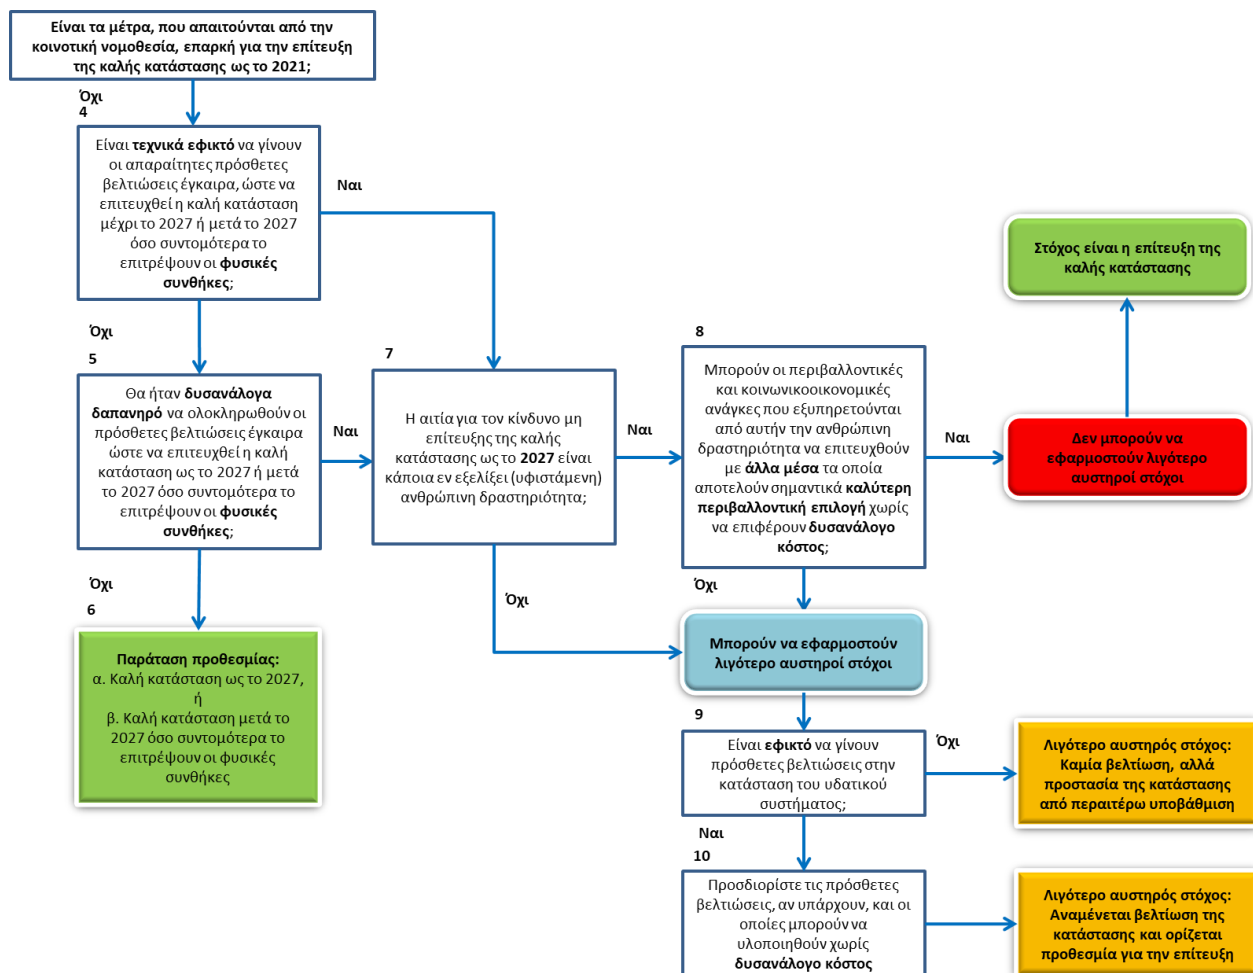 Είναι τα μέτρα, που απαιτούνται από την
κοινοτική νομοθεσία, επαρκή για την επίτευξη
της καλής κατάστασης ως το 2021;
Όχι
4
Είναι τεχνικά εφικτό να γίνουν
οι απαραίτητες πρόσθετες
βελτιώσεις έγκαιρα, ώστε να
επιτευχθεί η καλή κατάσταση
μέχρι το 2027 ή μετά το 2027
όσο συντομότερα το
επιτρέψουν οι φυσικές
συνθήκες;
Ναι
Στόχος είναι η επίτευξη της
καλής κατάστασης
Όχι
5
Θα ήταν δυσανάλογα
δαπανηρό να ολοκληρωθούν οι
πρόσθετες βελτιώσεις έγκαιρα
ώστε να επιτευχθεί η καλή
κατάσταση ως το 2027 ή μετά
το 2027 όσο συντομότερα το
επιτρέψουν οι φυσικές
συνθήκες;
Ναι
7
Η αιτία για τον κίνδυνο μη
επίτευξης της καλής
κατάστασης ως το 2027 είναι
κάποια εν εξελίξει (υφιστάμενη)
ανθρώπινη δραστηριότητα;
Ναι
8
Μπορούν οι περιβαλλοντικές
και κοινωνικοοικονομικές
ανάγκες που εξυπηρετούνται
από αυτήν την ανθρώπινη
δραστηριότητα να επιτευχθούν
με άλλα μέσα τα οποία
αποτελούν σημαντικά καλύτερη
περιβαλλοντική επιλογή χωρίς
να επιφέρουν δυσανάλογο
κόστος;
Ναι
Δεν μπορούν να
εφαρμοστούν λιγότερο
αυστηροί στόχοι
Όχι
6
Παράταση προθεσμίας:
α. Καλή κατάσταση ως το 2027,
ή
β. Καλή κατάσταση μετά το
2027 όσο συντομότερα το
επιτρέψουν οι φυσικές
συνθήκες
Όχι
Όχι
Μπορούν να εφαρμοστούν
λιγότερο αυστηροί στόχοι
9
Είναι εφικτό να γίνουν
πρόσθετες βελτιώσεις στην
κατάσταση του υδατικού
συστήματος;
Όχι
Λιγότερο αυστηρός στόχος:
Καμία βελτίωση, αλλά
προστασία της κατάστασης
από περαιτέρω υποβάθμιση
Ναι
10
Προσδιορίστε τις πρόσθετες
βελτιώσεις, αν υπάρχουν, και οι
οποίες μπορούν να
υλοποιηθούν χωρίς
δυσανάλογο κόστος
Λιγότερο αυστηρός στόχος:
Αναμένεται βελτίωση της
κατάστασης και ορίζεται
προθεσμία για την επίτευξη